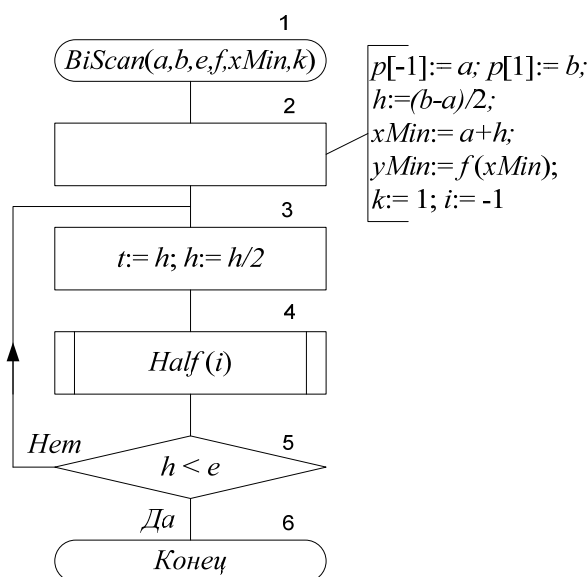 1
BiScan(a,b,e,f,xMin,k)
2
p[-1]:= a; p[1]:= b;
h:=(b-a)/2;
xMin:= a+h;
yMin:= f(xMin);
k:= 1; i:= -1
3
t:= h; h:= h/2
4
Half(i)
5
Нет
h < e
Да
6
Конец